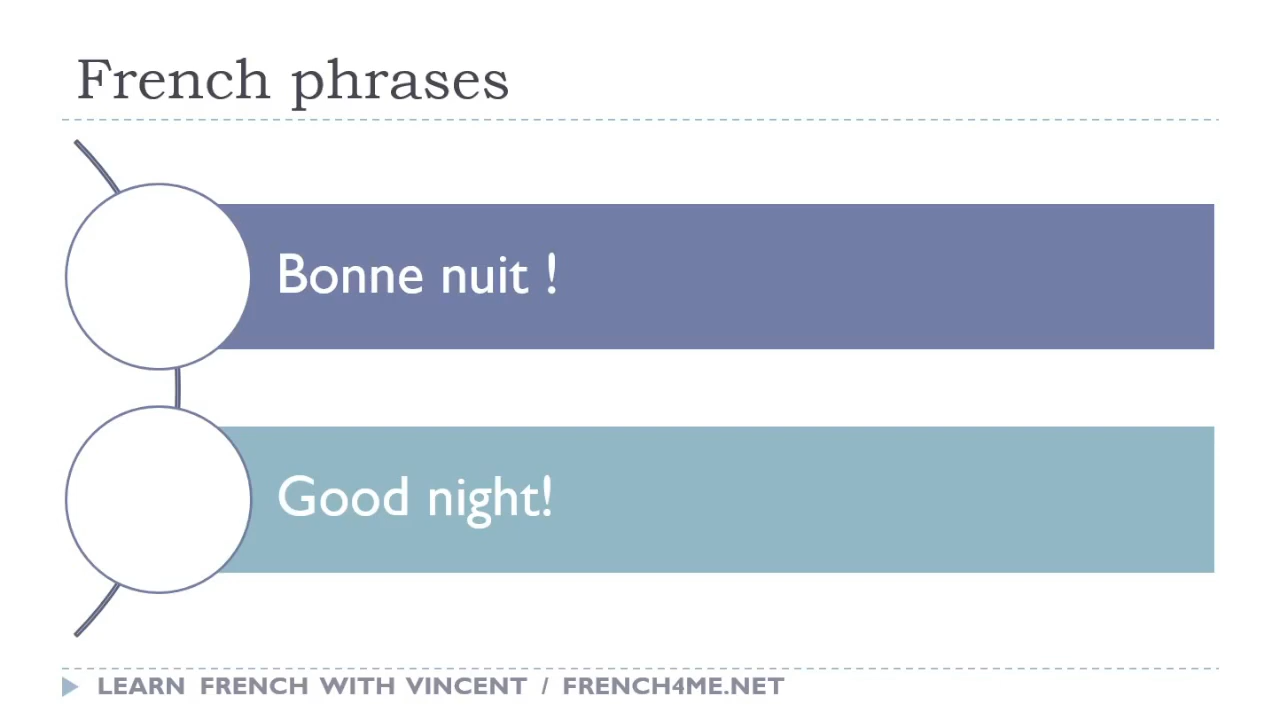 French phrases
Bonne nuit !
Good night!
LEARN FRENCH WITH VINCENT / FRENCH4ME.NET